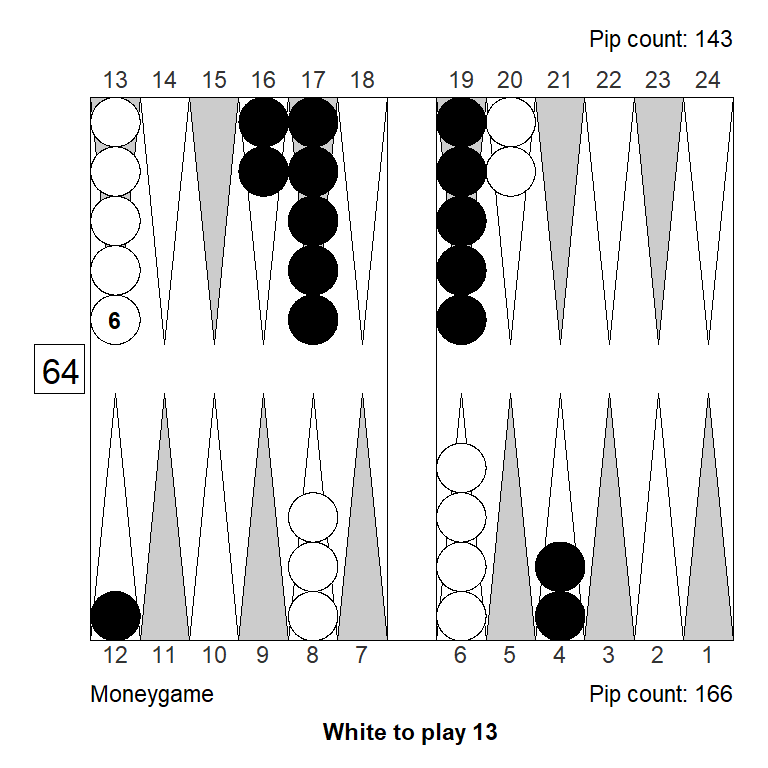 Pip count: 143
13 14 15 16 17 18 19 20 21 22 23 24
6
64
12 11 10 9 8 7 6 5 4 3 2 1
Moneygame Pip count: 166
White to play 13